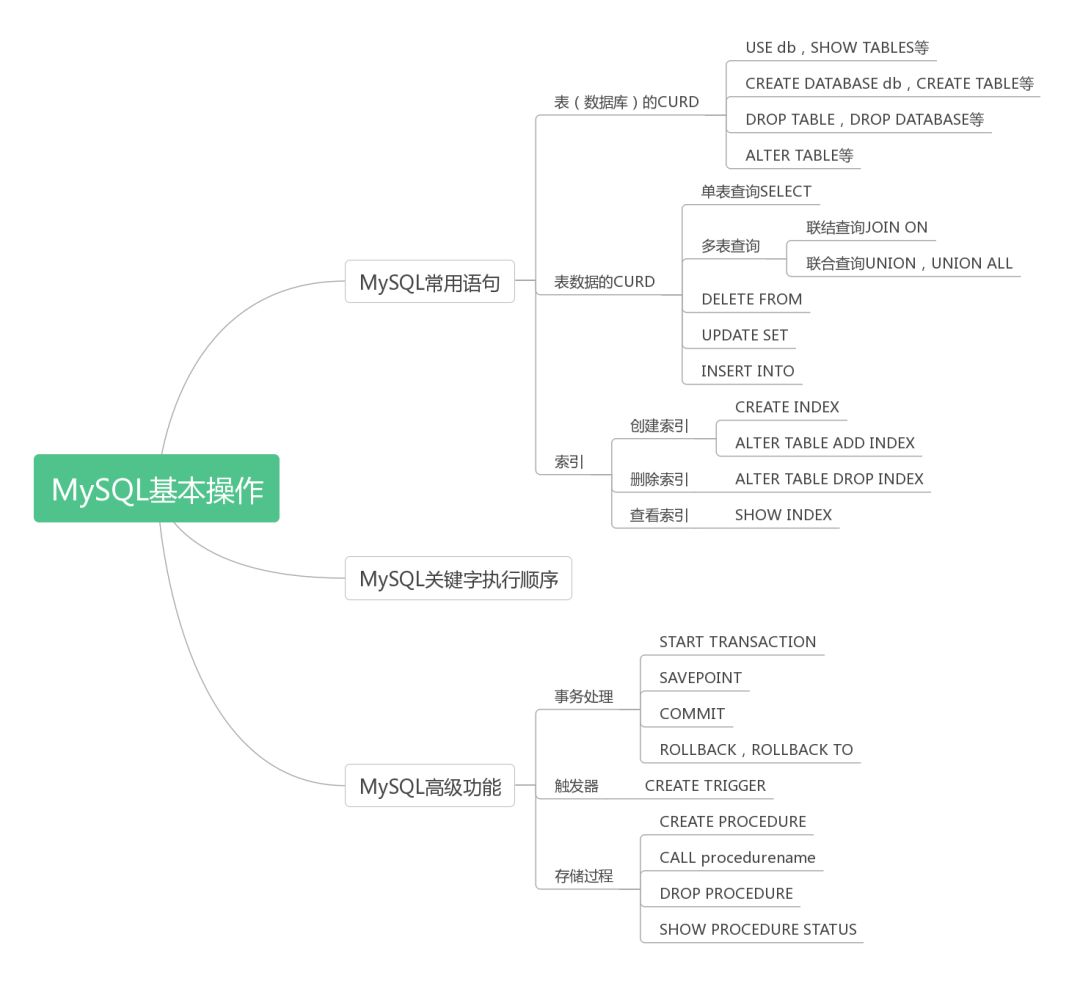 USE db，SHOW TABLES等
CREATE DATABASE db，CREATE TABLE等
表（数据库）的CURD
DROP TABLE，DROP DATABASE等
ALTER TABLE等
单表查询SELECT
联结查询JOIN ON
多表查询
联合查询UNION，UNION ALL
MySQL常用语句
表数据的CURD
DELETE FROM
UPDATE SET
INSERT INTO
CREATE INDEX
创建索引
ALTER TABLE ADD INDEX
索引
删除索引
ALTER TABLE DROP INDEX
查看索引
SHOW INDEX
MySQL基本操作
MySQL关键字执行顺序
START TRANSACTION
SAVEPOINT
事务处理
COMMIT
ROLLBACK，ROLLBACK TO
MySQL高级功能
触发器
CREATE TRIGGER
CREATE PROCEDURE
CALL procedurename
存储过程
DROP PROCEDURE
SHOW PROCEDURE STATUS